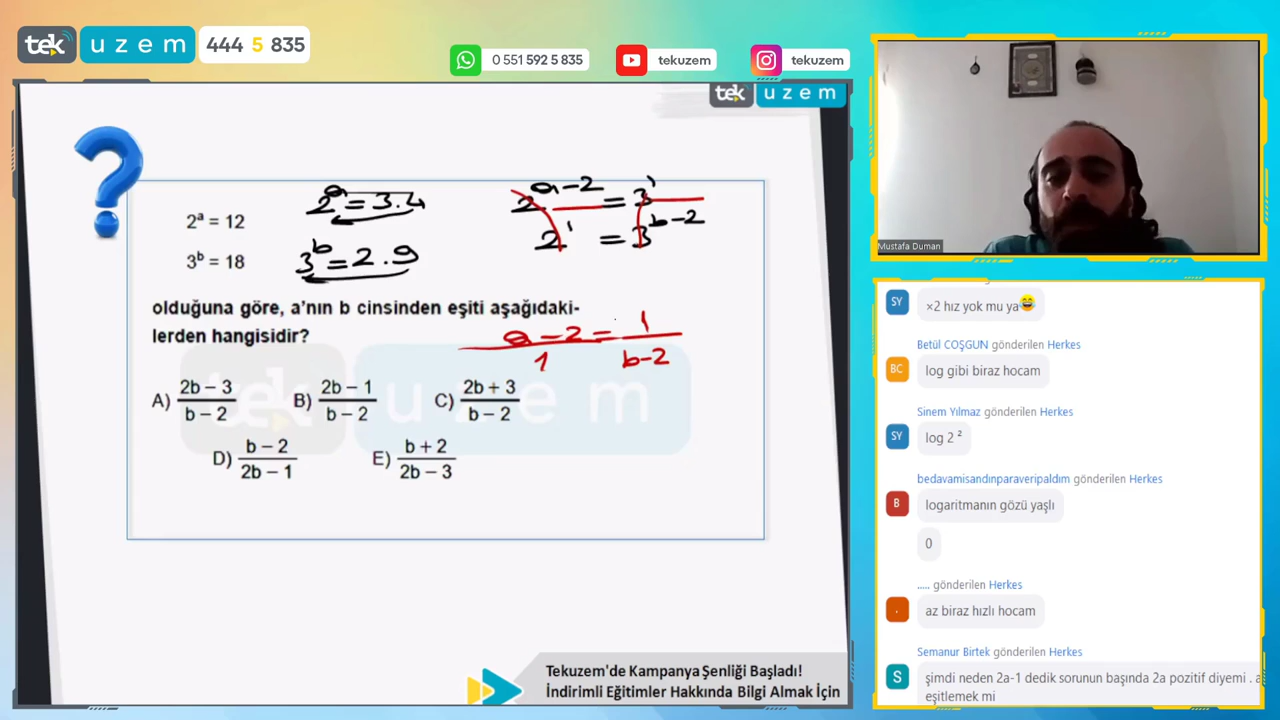 tek uzem 444 5 835
0 551 592 5 835 tekuzem tekuzem
tek uzem
2ᵃ = 12
3ᵇ = 18
2ᵃ = 3.4
3ᵇ = 2.9
2ᵃ⁻² = 3¹
2¹ = 3ᵇ⁻²
olduğuna göre, a'nın b cinsinden eşiti aşağıdaki-
lerden hangisidir?
a-2 / 1 = 1 / b-2
A) 2b − 3 / b − 2 B) 2b − 1 / b − 2 C) 2b + 3 / b − 2
D) b − 2 / 2b − 1 E) b + 2 / 2b − 3
tek uzem
Tekuzem'de Kampanya Şenliği Başladı!
İndirimli Eğitimler Hakkında Bilgi Almak İçin
Mustafa Duman
SY ×2 hız yok mu ya😅
Betül COŞGUN gönderilen Herkes
BC log gibi biraz hocam
Sinem Yılmaz gönderilen Herkes
SY log 2 ²
bedavamisandınparaveripaldım gönderilen Herkes
B logaritmanın gözü yaşlı
0
..... gönderilen Herkes
. az biraz hızlı hocam
Semanur Birtek gönderilen Herkes
S şimdi neden 2a-1 dedik sorunun başında 2a pozitif diyemi . a
eşitlemek mi